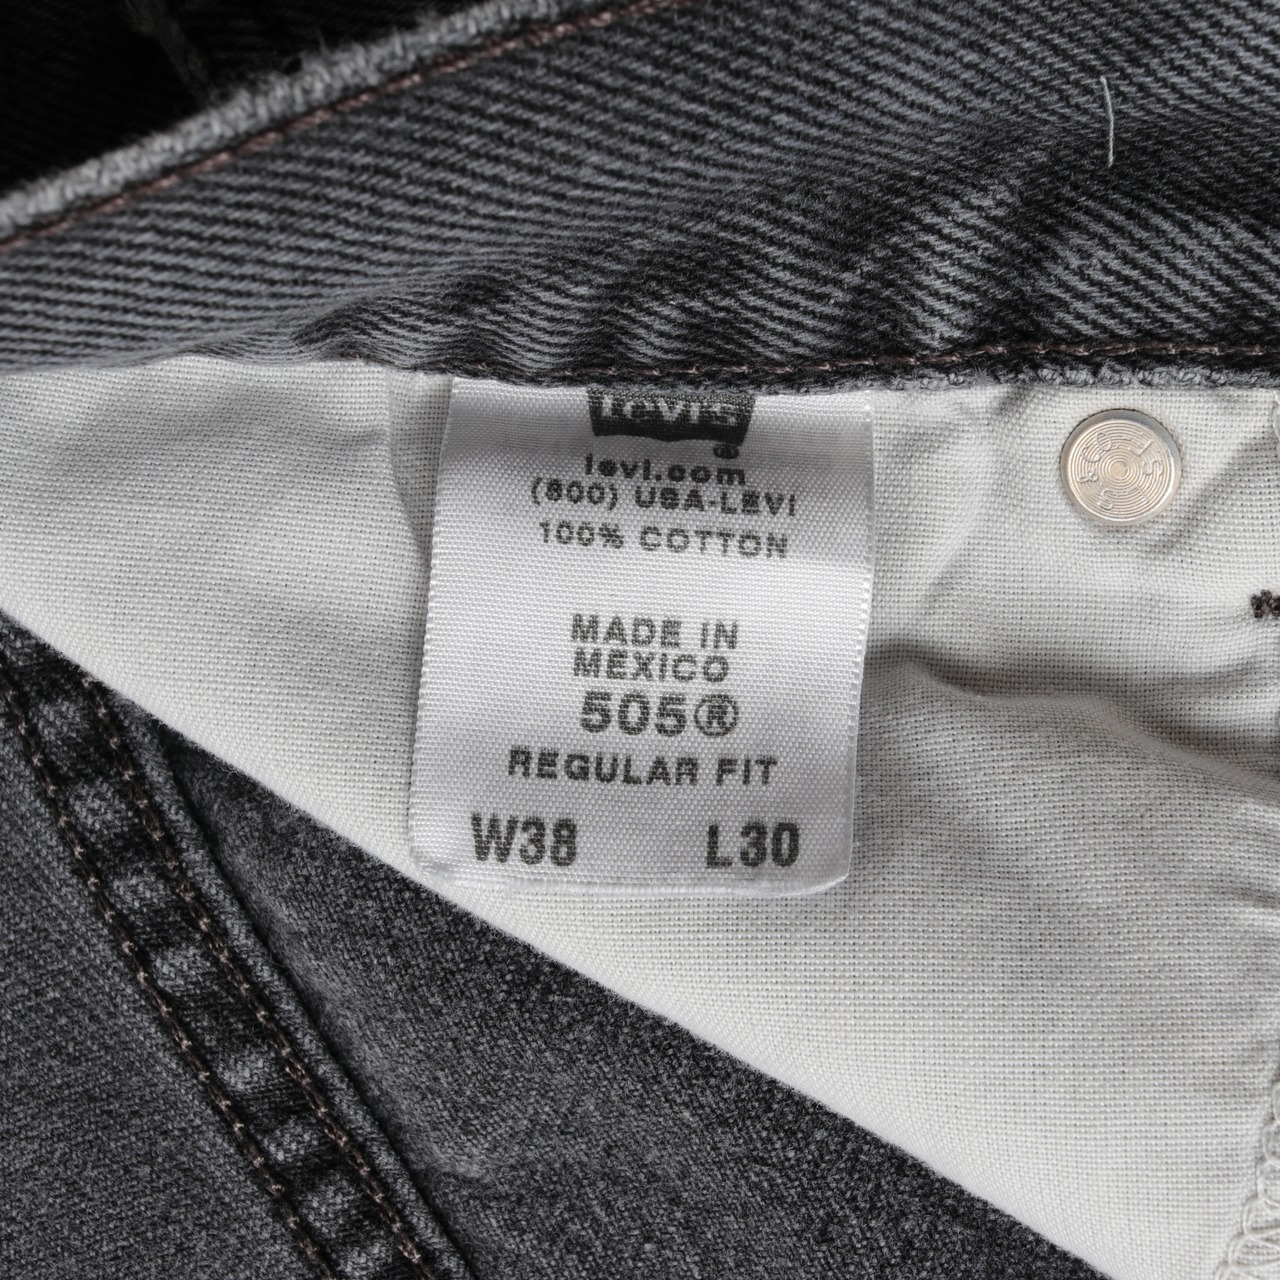 Levi's
®
levi.com
(800) USA-LEVI
100% COTTON
MADE IN
MEXICO
505®
REGULAR FIT
W38 L30